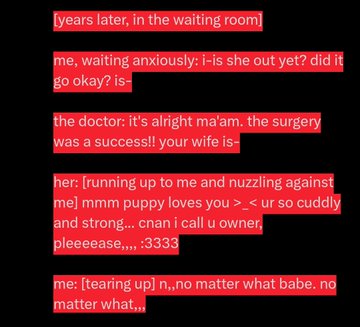 [years later, in the waiting room]
me, waiting anxiously: i-is she out yet? did it
go okay? is-
the doctor: it's alright ma'am. the surgery
was a success!! your wife is-
her: [running up to me and nuzzling against
me] mmm puppy loves you >_< ur so cuddly
and strong... cnan i call u owner,
pleeeease,,,, :3333
me: [tearing up] n,,no matter what babe. no
matter what,,,